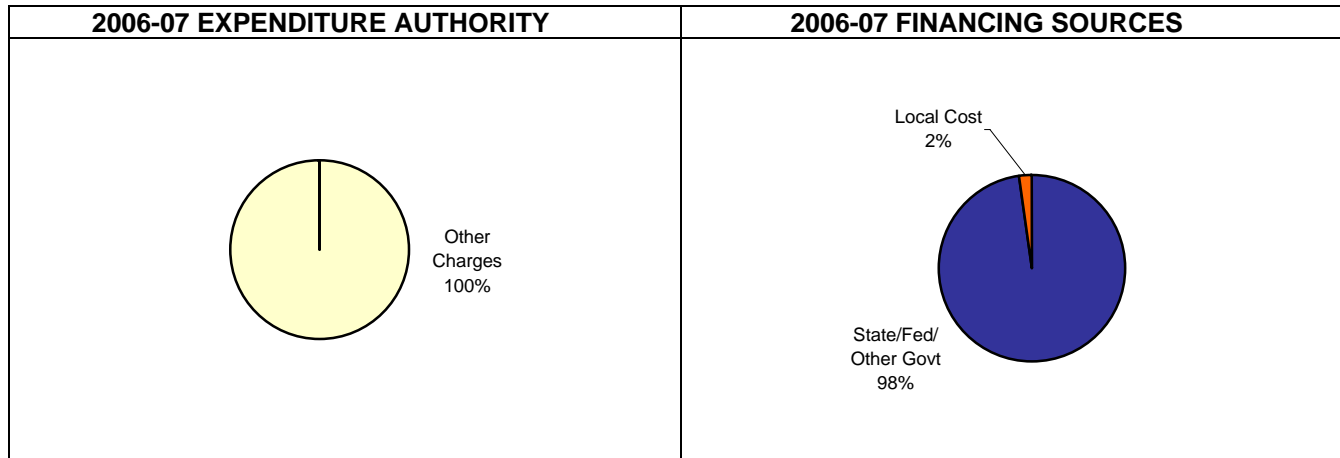 2006-07 EXPENDITURE AUTHORITY
2006-07 FINANCING SOURCES
Other
Charges
100%
Local Cost
2%
State/Fed/
Other Govt
98%